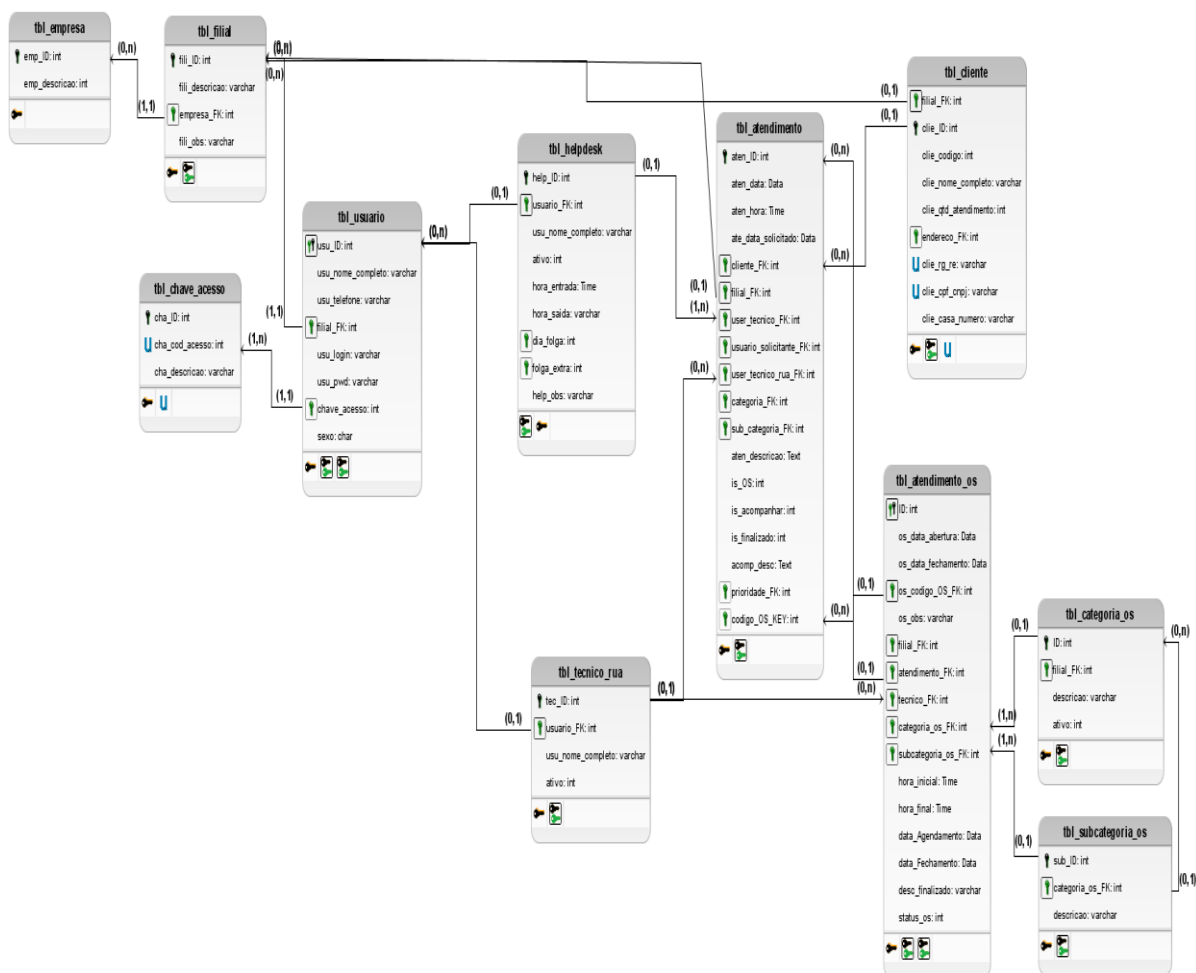 tbl_empresa
emp_ID: int
emp_descricao: int
(0,n)
(1,1)
tbl_filial
fili_ID: int
fili_descricao: varchar
empresa_FK: int
fili_obs: varchar
(0,n)
(0,n)
tbl_chave_acesso
cha_ID: int
cha_cod_acesso: int
cha_descricao: varchar
(1,n)
(1,1)
(1,1)
tbl_usuario
usu_ID: int
usu_nome_completo: varchar
usu_telefone: varchar
filial_FK: int
usu_login: varchar
usu_pwd: varchar
chave_acesso: int
sexo: char
(0,n)
(0,1)
tbl_helpdesk
help_ID: int
usuario_FK: int
usu_nome_completo: varchar
ativo: int
hora_entrada: Time
hora_saida: varchar
dia_folga: int
folga_extra: int
help_obs: varchar
(0,1)
(0,1)
(1,n)
(0,n)
tbl_atendimento
aten_ID: int
aten_data: Data
aten_hora: Time
ate_data_solicitado: Data
cliente_FK: int
filial_FK: int
user_tecnico_FK: int
usuario_solicitante_FK: int
user_tecnico_rua_FK: int
categoria_FK: int
sub_categoria_FK: int
aten_descricao: Text
is_OS: int
is_acompanhar: int
is_finalizado: int
acomp_desc: Text
prioridade_FK: int
codigo_OS_KEY: int
(0,n)
(0,n)
(0,n)
(0,1)
(0,1)
tbl_cliente
filial_FK: int
clie_ID: int
clie_codigo: int
clie_nome_completo: varchar
clie_qtd_atendimento: int
endereco_FK: int
clie_rg_re: varchar
clie_cpf_cnpj: varchar
clie_casa_numero: varchar
(0,1)
tbl_tecnico_rua
tec_ID: int
usuario_FK: int
usu_nome_completo: varchar
ativo: int
(0,1)
(0,1)
(0,1)
(0,n)
tbl_atendimento_os
ID: int
os_data_abertura: Data
os_data_fechamento: Data
os_codigo_OS_FK: int
os_obs: varchar
filial_FK: int
atendimento_FK: int
tecnico_FK: int
categoria_os_FK: int
subcategoria_os_FK: int
hora_inicial: Time
hora_final: Time
data_Agendamento: Data
data_Fechamento: Data
desc_finalizado: varchar
status_os: int
(0,1)
(1,n)
(1,n)
(0,1)
tbl_categoria_os
ID: int
filial_FK: int
descricao: varchar
ativo: int
(0,n)
(0,1)
tbl_subcategoria_os
sub_ID: int
categoria_os_FK: int
descricao: varchar